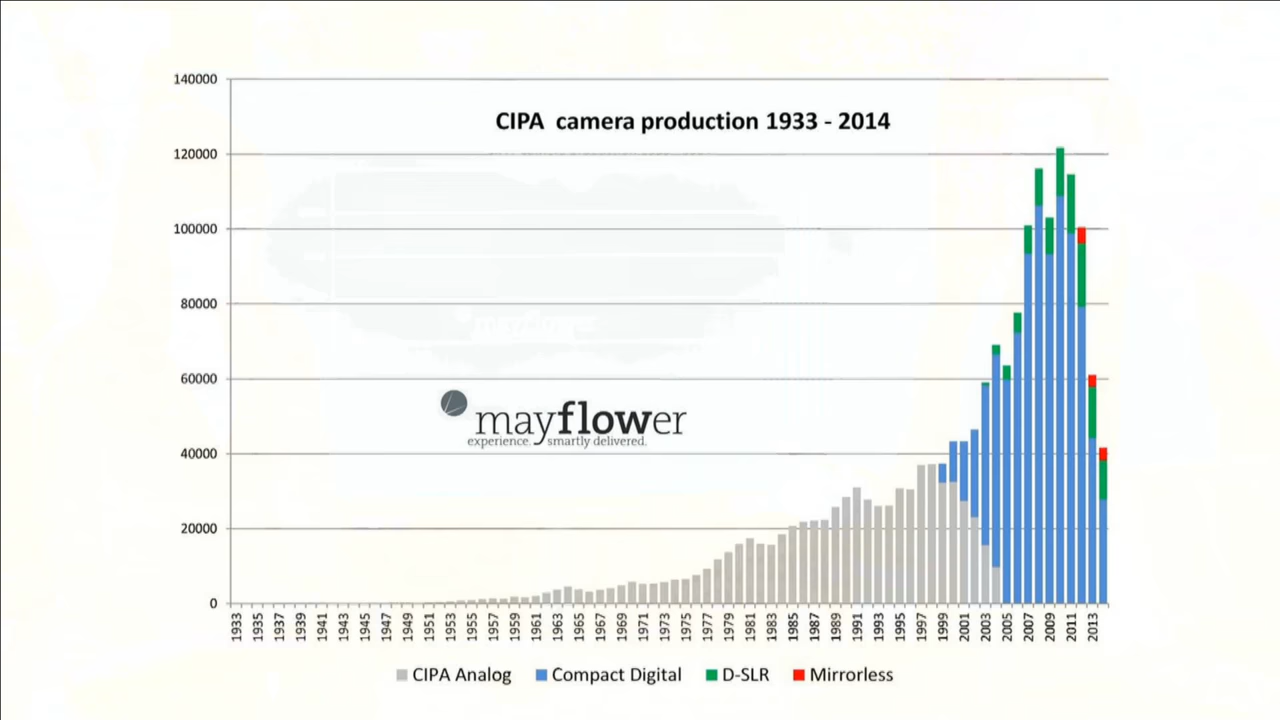 CIPA camera production 1933 - 2014
140000
120000
100000
80000
60000
40000
20000
0
mayflower
experience. smartly delivered.
1933 1935 1937 1939 1941 1943 1945 1947 1949 1951 1953 1955 1957 1959 1961 1963 1965 1967 1969 1971 1973 1975 1977 1979 1981 1983 1985 1987 1989 1991 1993 1995 1997 1999 2001 2003 2005 2007 2009 2011 2013
CIPA Analog Compact Digital D-SLR Mirrorless